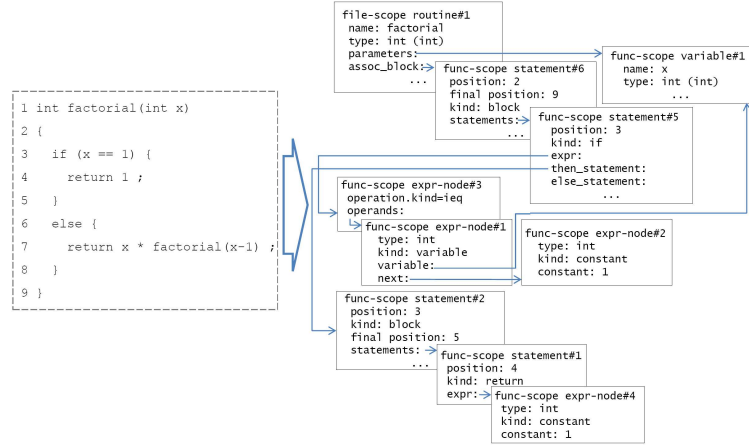 1 int factorial(int x)
2 {
3 if (x == 1) {
4 return 1 ;
5 }
6 else {
7 return x * factorial(x-1) ;
8 }
9 }
file-scope routine#1
name: factorial
type: int (int)
parameters:
assoc_block:
...
func-scope variable#1
name: x
type: int (int)
...
func-scope statement#6
position: 2
final position: 9
kind: block
statements:
...
func-scope statement#5
position: 3
kind: if
expr:
then_statement:
else_statement:
...
func-scope expr-node#3
operation.kind=ieq
operands:
func-scope expr-node#1
type: int
kind: variable
variable:
next:
func-scope expr-node#2
type: int
kind: constant
constant: 1
func-scope statement#2
position: 3
kind: block
final position: 5
statements:
...
func-scope statement#1
position: 4
kind: return
expr:
func-scope expr-node#4
type: int
kind: constant
constant: 1